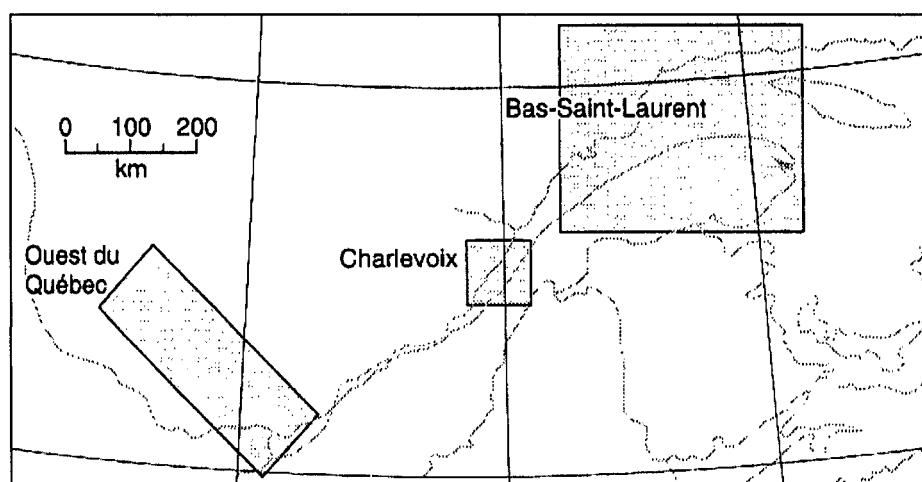 Bas-Saint-Laurent
0 100 200
km
Ouest du
Québec
Charlevoix